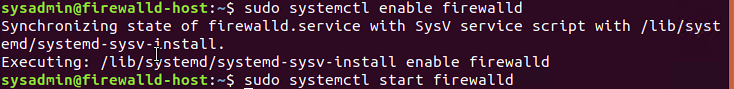 sysadmin@firewalld-host:~$ sudo systemctl enable firewalld
Synchronizing state of firewalld.service with SysV service script with /lib/syst
emd/systemd-sysv-install.
Executing: /lib/systemd/systemd-sysv-install enable firewalld
sysadmin@firewalld-host:~$ sudo systemctl start firewalld